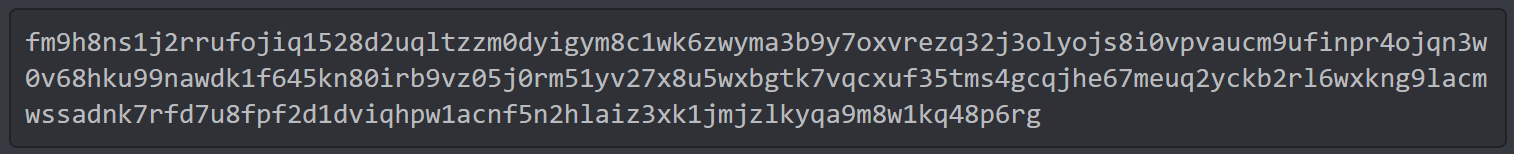 fm9h8ns1j2rrufojiq1528d2uqltzzm0dyigym8c1wk6zwyma3b9y7oxvrezq32j3olyojs8i0vpvaucm9ufinpr4ojqn3w
0v68hku99nawdk1f645kn80irb9vz05j0rm51yv27x8u5wxbgtk7vqcxuf35tms4gcqjhe67meuq2yckb2rl6wxkng9lacm
wssadnk7rfd7u8fpf2d1dviqhpw1acnf5n2hlaiz3xk1jmjzlkyqa9m8w1kq48p6rg